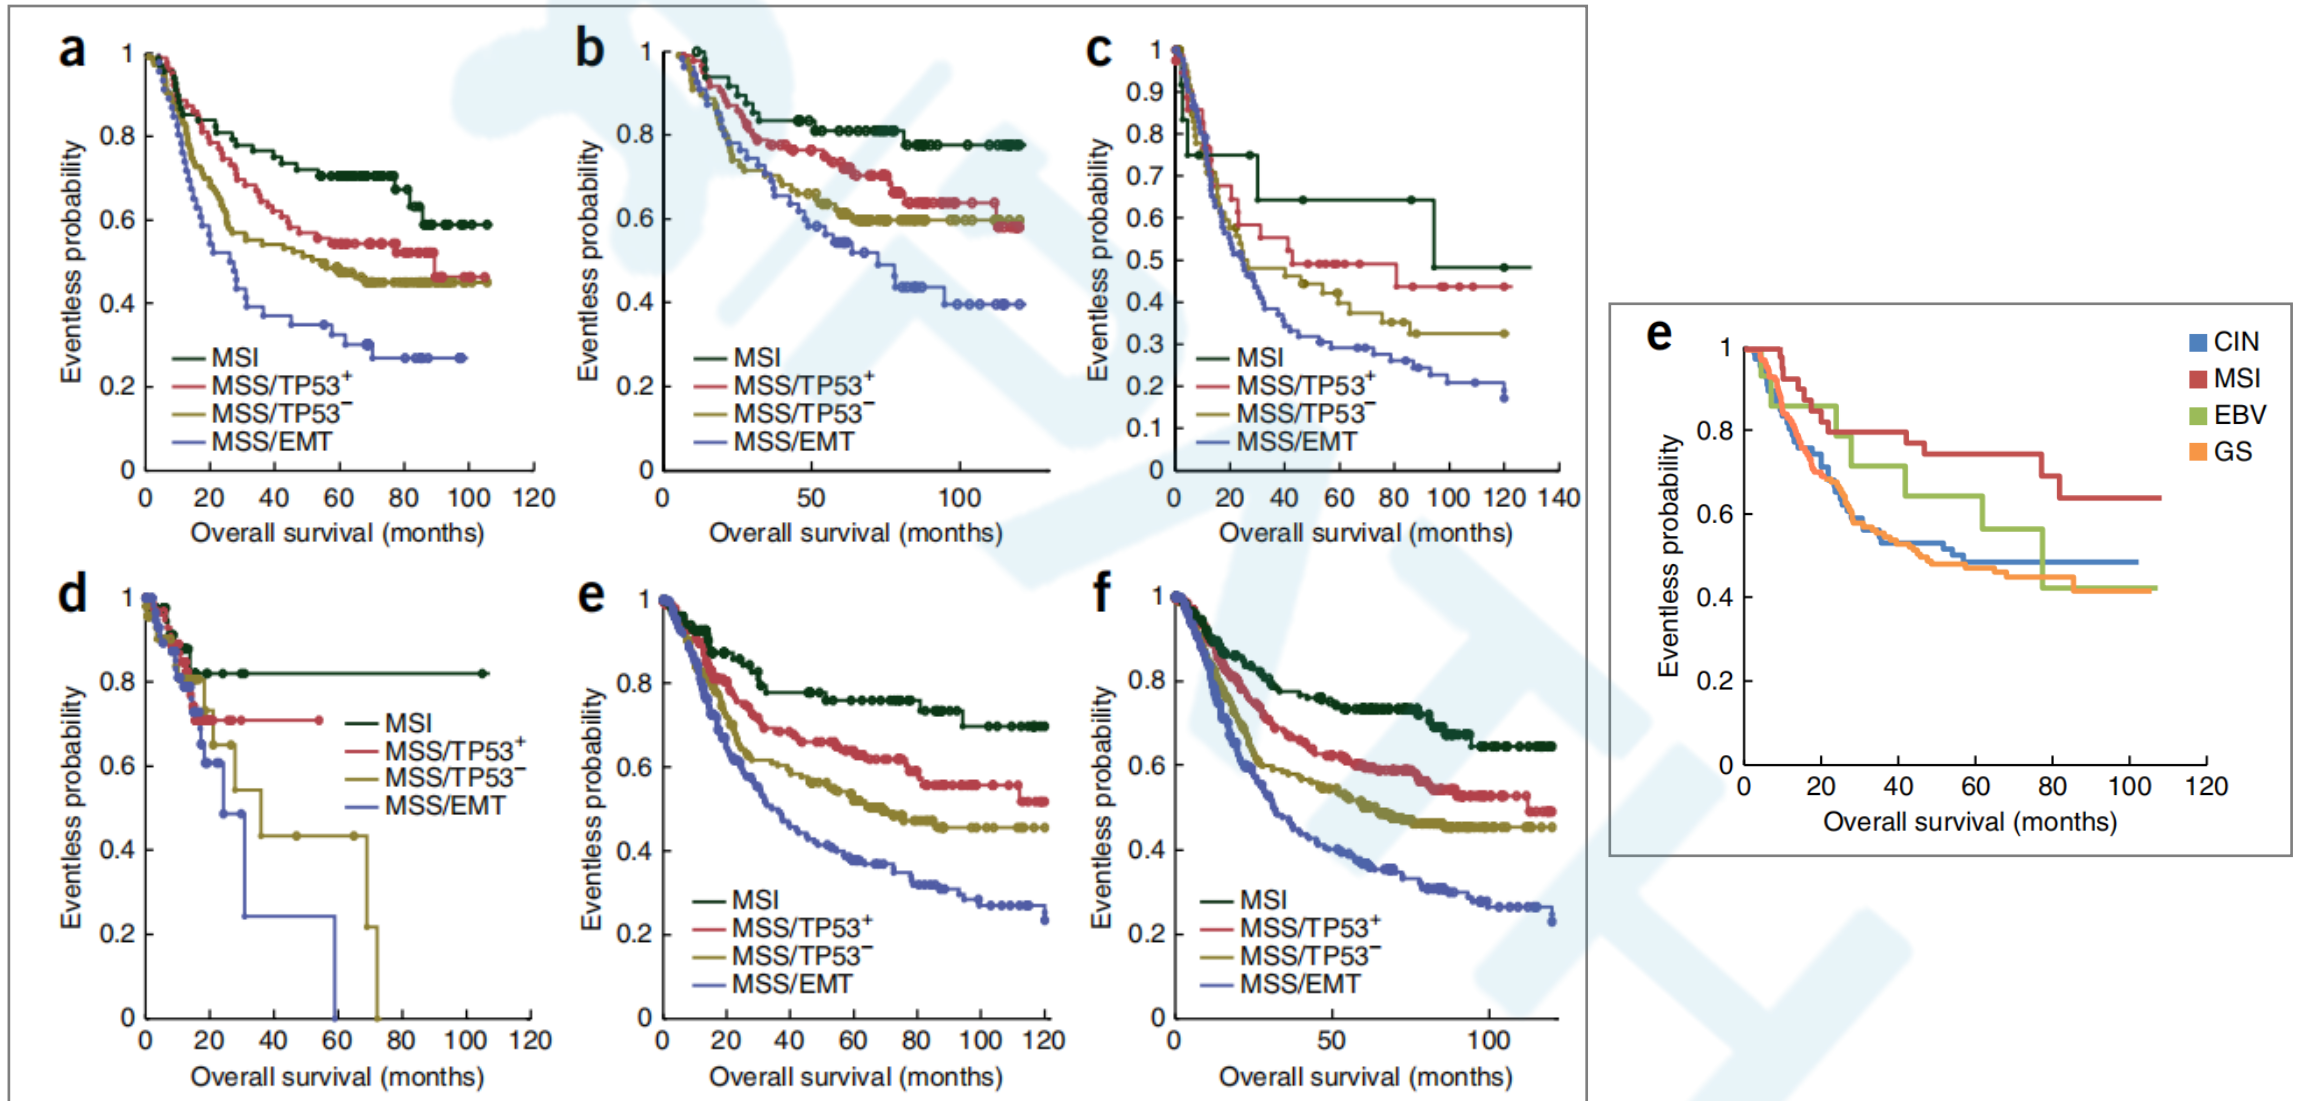 a
1
0.8
0.6
0.4
0.2
0
0 20 40 60 80 100 120
Eventless probability
Overall survival (months)
MSI
MSS/TP53⁺
MSS/TP53⁻
MSS/EMT
b
1
0.8
0.6
0.4
0.2
0
0 50 100
Eventless probability
Overall survival (months)
MSI
MSS/TP53⁺
MSS/TP53⁻
MSS/EMT
c
1
0.9
0.8
0.7
0.6
0.5
0.4
0.3
0.2
0.1
0
0 20 40 60 80 100 120 140
Eventless probability
Overall survival (months)
MSI
MSS/TP53⁺
MSS/TP53⁻
MSS/EMT
d
1
0.8
0.6
0.4
0.2
0
0 20 40 60 80 100 120
Eventless probability
Overall survival (months)
MSI
MSS/TP53⁺
MSS/TP53⁻
MSS/EMT
e
1
0.8
0.6
0.4
0.2
0
0 20 40 60 80 100 120
Eventless probability
Overall survival (months)
MSI
MSS/TP53⁺
MSS/TP53⁻
MSS/EMT
f
1
0.8
0.6
0.4
0.2
0
0 50 100
Eventless probability
Overall survival (months)
MSI
MSS/TP53⁺
MSS/TP53⁻
MSS/EMT
e
1
0.8
0.6
0.4
0.2
0
0 20 40 60 80 100 120
Eventless probability
Overall survival (months)
CIN
MSI
EBV
GS